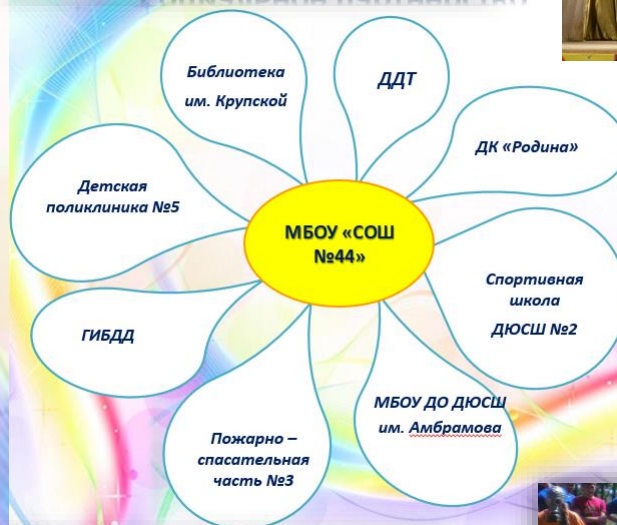 Библиотека
им. Крупской
ДДТ
ДК «Родина»
Детская
поликлиника №5
МБОУ «СОШ
№44»
Спортивная
школа
ДЮСШ №2
ГИБДД
МБОУ ДО ДЮСШ
им. Амбрамова
Пожарно –
спасательная
часть №3